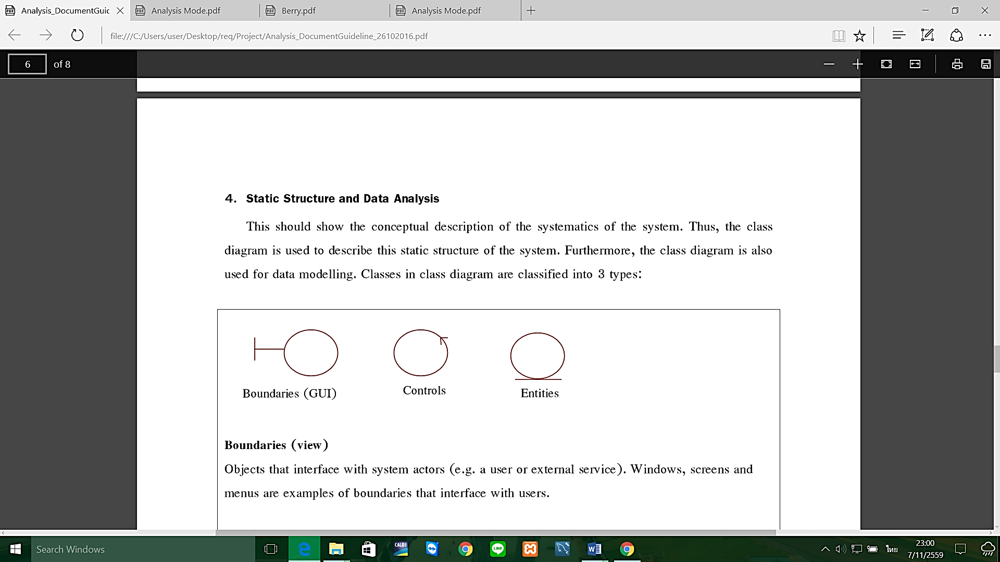 Analysis_DocumentGuic
Analysis Mode.pdf
Berry.pdf
Analysis Mode.pdf
file:///C:/Users/user/Desktop/req/Project/Analysis_DocumentGuideline_26102016.pdf
6 of 8
4. Static Structure and Data Analysis
This should show the conceptual description of the systematics of the system. Thus, the class
diagram is used to describe this static structure of the system. Furthermore, the class diagram is also
used for data modelling. Classes in class diagram are classified into 3 types:
Boundaries (GUI)
Controls
Entities
Boundaries (view)
Objects that interface with system actors (e.g. a user or external service). Windows, screens and
menus are examples of boundaries that interface with users.
Search Windows
CALD3
LINE
ไทย
23:00
7/11/2559